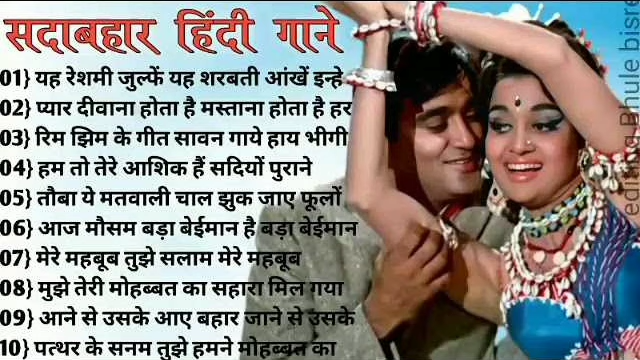 सदाबहार हिंदी गाने
01} यह रेशमी जुल्फें यह शरबती आंखें इन्हे
02} प्यार दीवाना होता है मस्ताना होता है हर
03} रिम झिम के गीत सावन गाये हाय भीगी
04} हम तो तेरे आशिक हैं सदियों पुराने
05} तौबा ये मतवाली चाल झुक जाए फूलों
06} आज मौसम बड़ा बेईमान है बड़ा बेईमान
07} मेरे महबूब तुझे सलाम मेरे महबूब
08} मुझे तेरी मोहब्बत का सहारा मिल गया
09} आने से उसके आए बहार जाने से उसके
10} पत्थर के सनम तुझे हमने मोहब्बत का
Bhule bisre